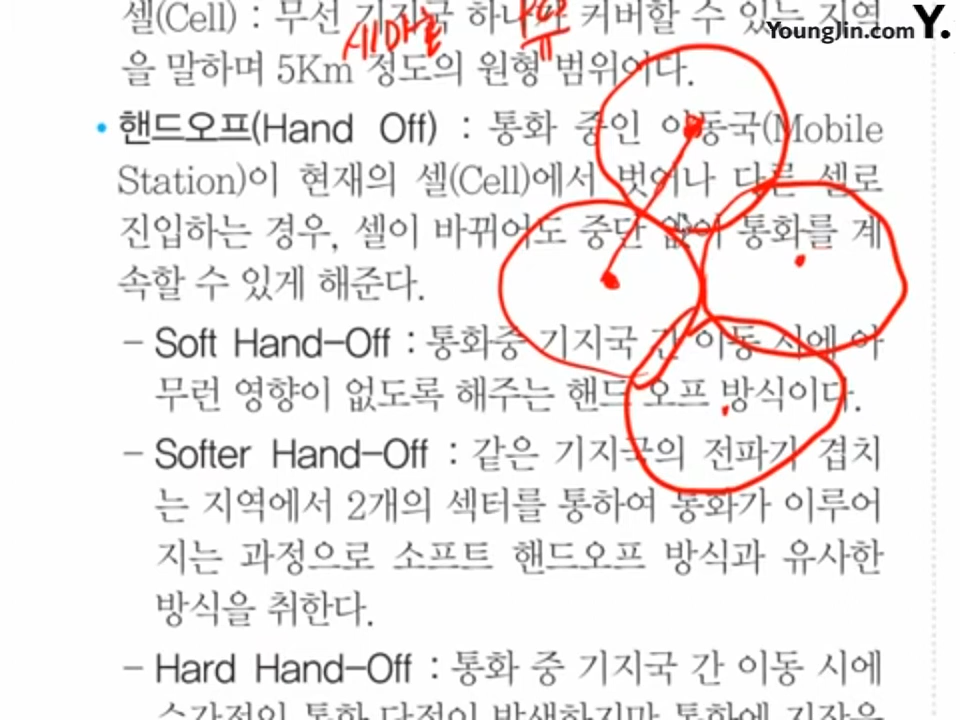 YoungJin.com Y.
셀(Cell) : 무선 기지국 하나가 커버할 수 있는 지역
을 말하며 5Km 정도의 원형 범위이다.
• 핸드오프(Hand Off) : 통화 중인 이동국(Mobile
Station)이 현재의 셀(Cell)에서 벗어나 다른 셀로
진입하는 경우, 셀이 바뀌어도 중단 없이 통화를 계
속할 수 있게 해준다.
– Soft Hand-Off : 통화중 기지국 간 이동 시에 아
무런 영향이 없도록 해주는 핸드 오프 방식이다.
– Softer Hand-Off : 같은 기지국의 전파가 겹치
는 지역에서 2개의 섹터를 통하여 통화가 이루어
지는 과정으로 소프트 핸드오프 방식과 유사한
방식을 취한다.
– Hard Hand-Off : 통화 중 기지국 간 이동 시에